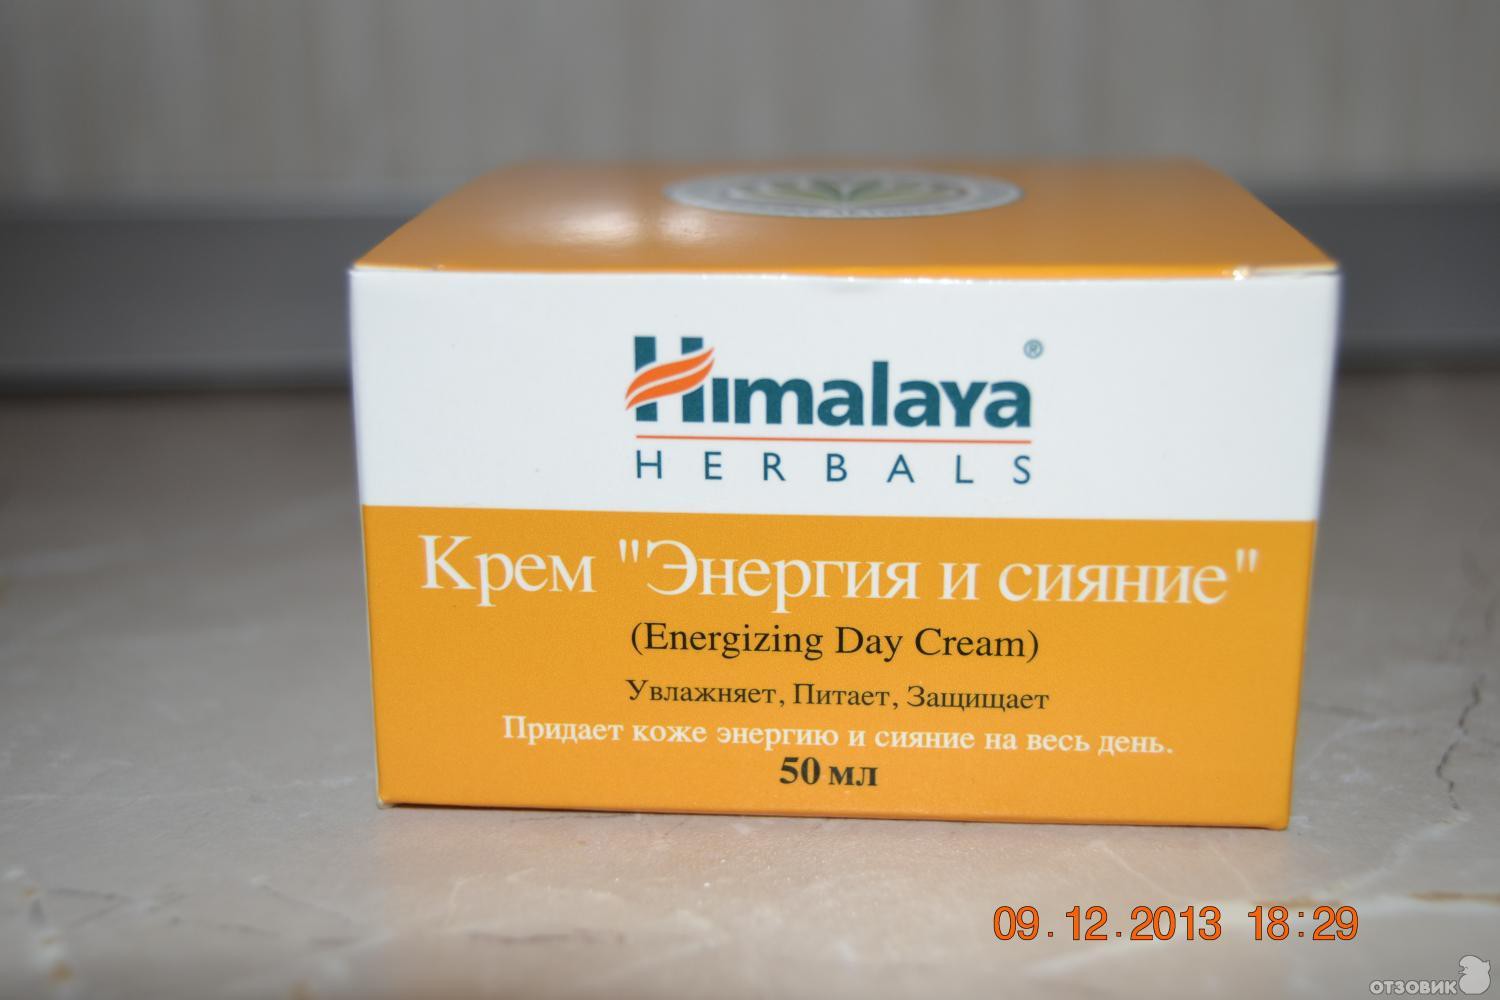 Himalaya®
HERBALS
Крем "Энергия и сияние"
(Energizing Day Cream)
Увлажняет, Питает, Защищает
Придает коже энергию и сияние на весь день.
50 мл
09.12.2013 18:29
ОТЗОВИК